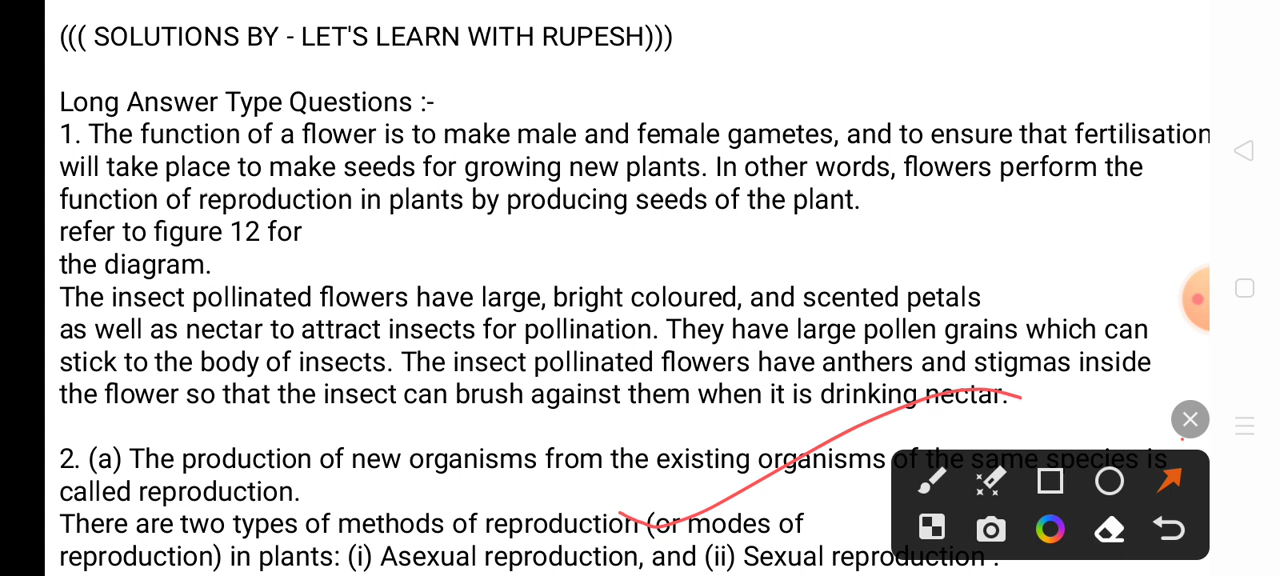 ((( SOLUTIONS BY - LET'S LEARN WITH RUPESH)))
Long Answer Type Questions :-
1. The function of a flower is to make male and female gametes, and to ensure that fertilisation
will take place to make seeds for growing new plants. In other words, flowers perform the
function of reproduction in plants by producing seeds of the plant.
refer to figure 12 for
the diagram.
The insect pollinated flowers have large, bright coloured, and scented petals
as well as nectar to attract insects for pollination. They have large pollen grains which can
stick to the body of insects. The insect pollinated flowers have anthers and stigmas inside
the flower so that the insect can brush against them when it is drinking nectar.
2. (a) The production of new organisms from the existing organisms of the same species is
called reproduction.
There are two types of methods of reproduction (or modes of
reproduction) in plants: (i) Asexual reproduction, and (ii) Sexual reproduction .